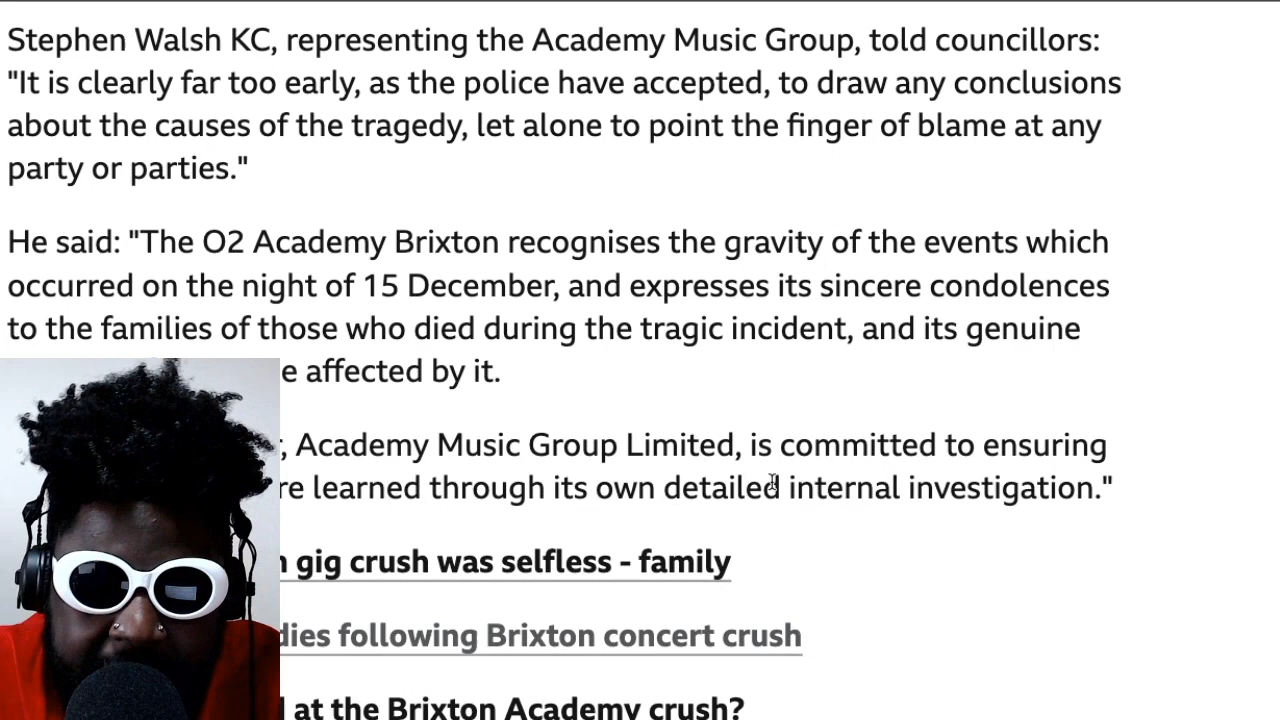 Stephen Walsh KC, representing the Academy Music Group, told councillors:
"It is clearly far too early, as the police have accepted, to draw any conclusions
about the causes of the tragedy, let alone to point the finger of blame at any
party or parties."
He said: "The O2 Academy Brixton recognises the gravity of the events which
occurred on the night of 15 December, and expresses its sincere condolences
to the families of those who died during the tragic incident, and its genuine
affected by it.
Academy Music Group Limited, is committed to ensuring
learned through its own detailed internal investigation."
gig crush was selfless - family
dies following Brixton concert crush
at the Brixton Academy crush?